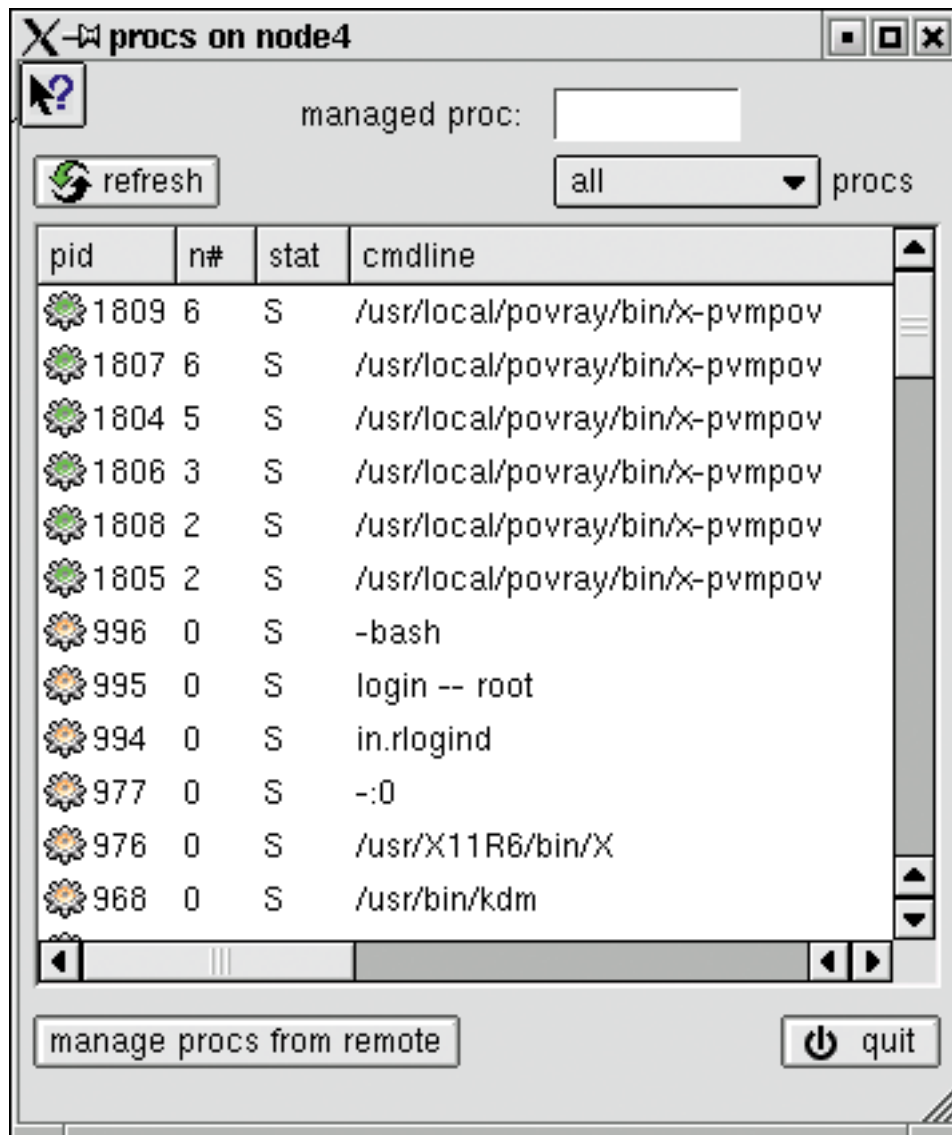 procs on node4
managed proc:
refresh all procs
pid n# stat cmdline
1809 6 S /usr/local/povray/bin/x-pvmpov
1807 6 S /usr/local/povray/bin/x-pvmpov
1804 5 S /usr/local/povray/bin/x-pvmpov
1806 3 S /usr/local/povray/bin/x-pvmpov
1808 2 S /usr/local/povray/bin/x-pvmpov
1805 2 S /usr/local/povray/bin/x-pvmpov
996 0 S -bash
995 0 S login -- root
994 0 S in.rlogind
977 0 S -:0
976 0 S /usr/X11R6/bin/X
968 0 S /usr/bin/kdm
manage procs from remote quit